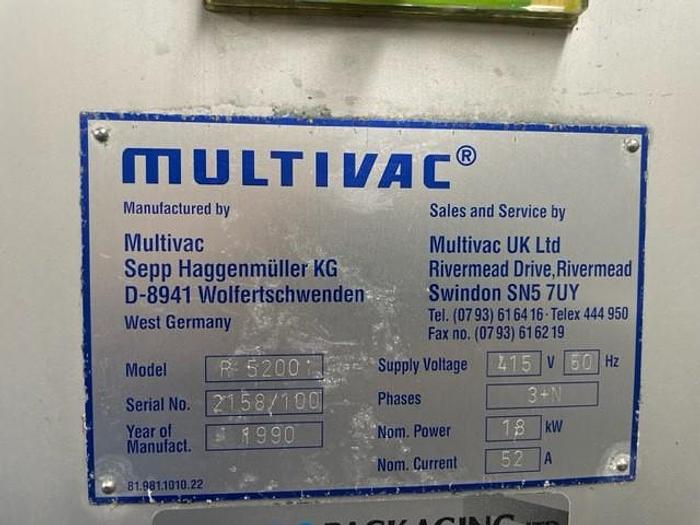 MULTIVAC®
Manufactured by
Multivac
Sepp Haggenmüller KG
D-8941 Wolfertschwenden
West Germany
Sales and Service by
Multivac UK Ltd
Rivermead Drive,Rivermead
Swindon SN5 7UY
Tel. (0793) 616416 · Telex 444 950
Fax no. (0793) 616219
Model R 5200
Serial No. 2158/100
Year of
Manufact. 1990
Supply Voltage 415 V 50 Hz
Phases 3+N
Nom. Power 18 kW
Nom. Current 52 A
81.981.1010.22
PACKAGING LTD